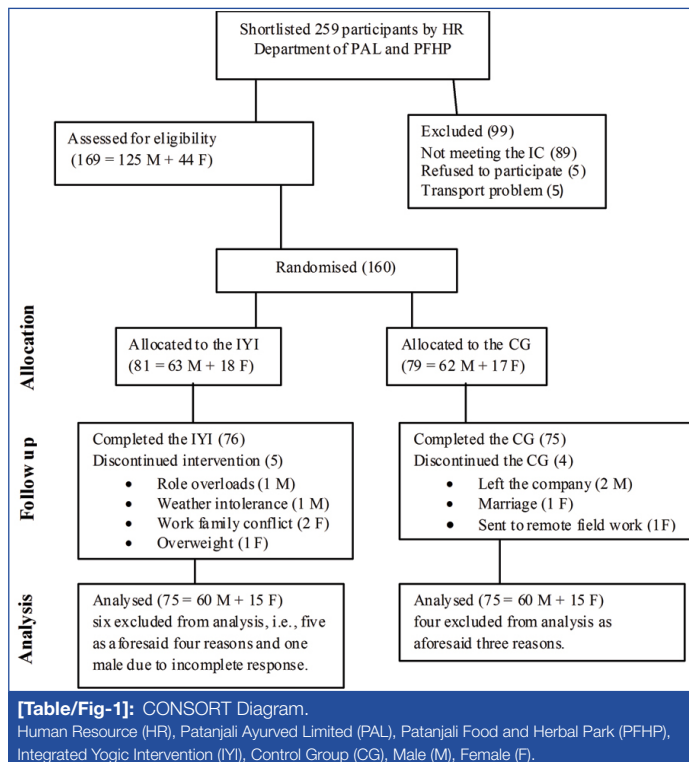 Shortlisted 259 participants by HR
Department of PAL and PFHP
Assessed for eligibility
(169 = 125 M + 44 F)
Excluded (99)
Not meeting the IC (89)
Refused to participate (5)
Transport problem (5)
Randomised (160)
Allocation
Allocated to the IYI
(81 = 63 M + 18 F)
Allocated to the CG
(79 = 62 M + 17 F)
Follow up
Completed the IYI (76)
Discontinued intervention (5)
• Role overloads (1 M)
• Weather intolerance (1 M)
• Work family conflict (2 F)
• Overweight (1 F)
Completed the CG (75)
Discontinued the CG (4)
• Left the company (2 M)
• Marriage (1 F)
• Sent to remote field work (1F)
Analysis
Analysed (75 = 60 M + 15 F)
six excluded from analysis, i.e., five
as aforesaid four reasons and one
male due to incomplete response.
Analysed (75 = 60 M + 15 F)
four excluded from analysis as
aforesaid three reasons.
[Table/Fig-1]: CONSORT Diagram.
Human Resource (HR), Patanjali Ayurved Limited (PAL), Patanjali Food and Herbal Park (PFHP),
Integrated Yogic Intervention (IYI), Control Group (CG), Male (M), Female (F).